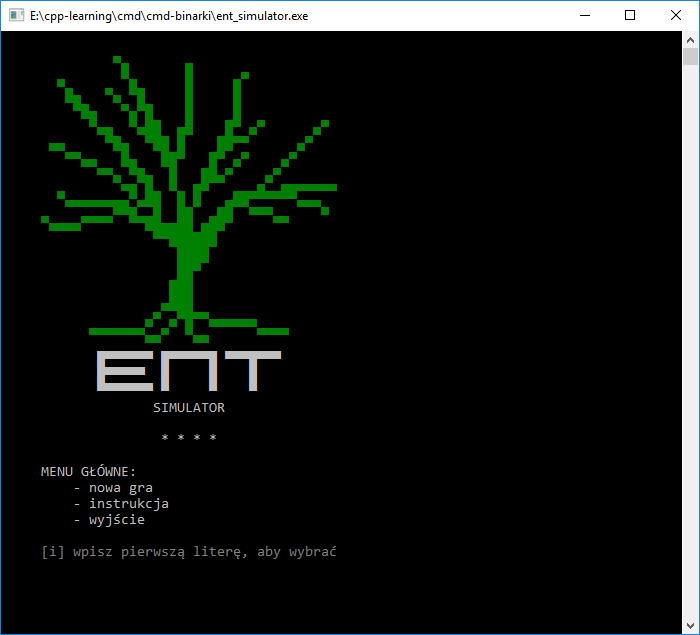 E:\cpp-learning\cmd\cmd-binarki\ent_simulator.exe
ENT
SIMULATOR
* * * *
MENU GŁÓWNE:
- nowa gra
- instrukcja
- wyjście
[i] wpisz pierwszą literę, aby wybrać